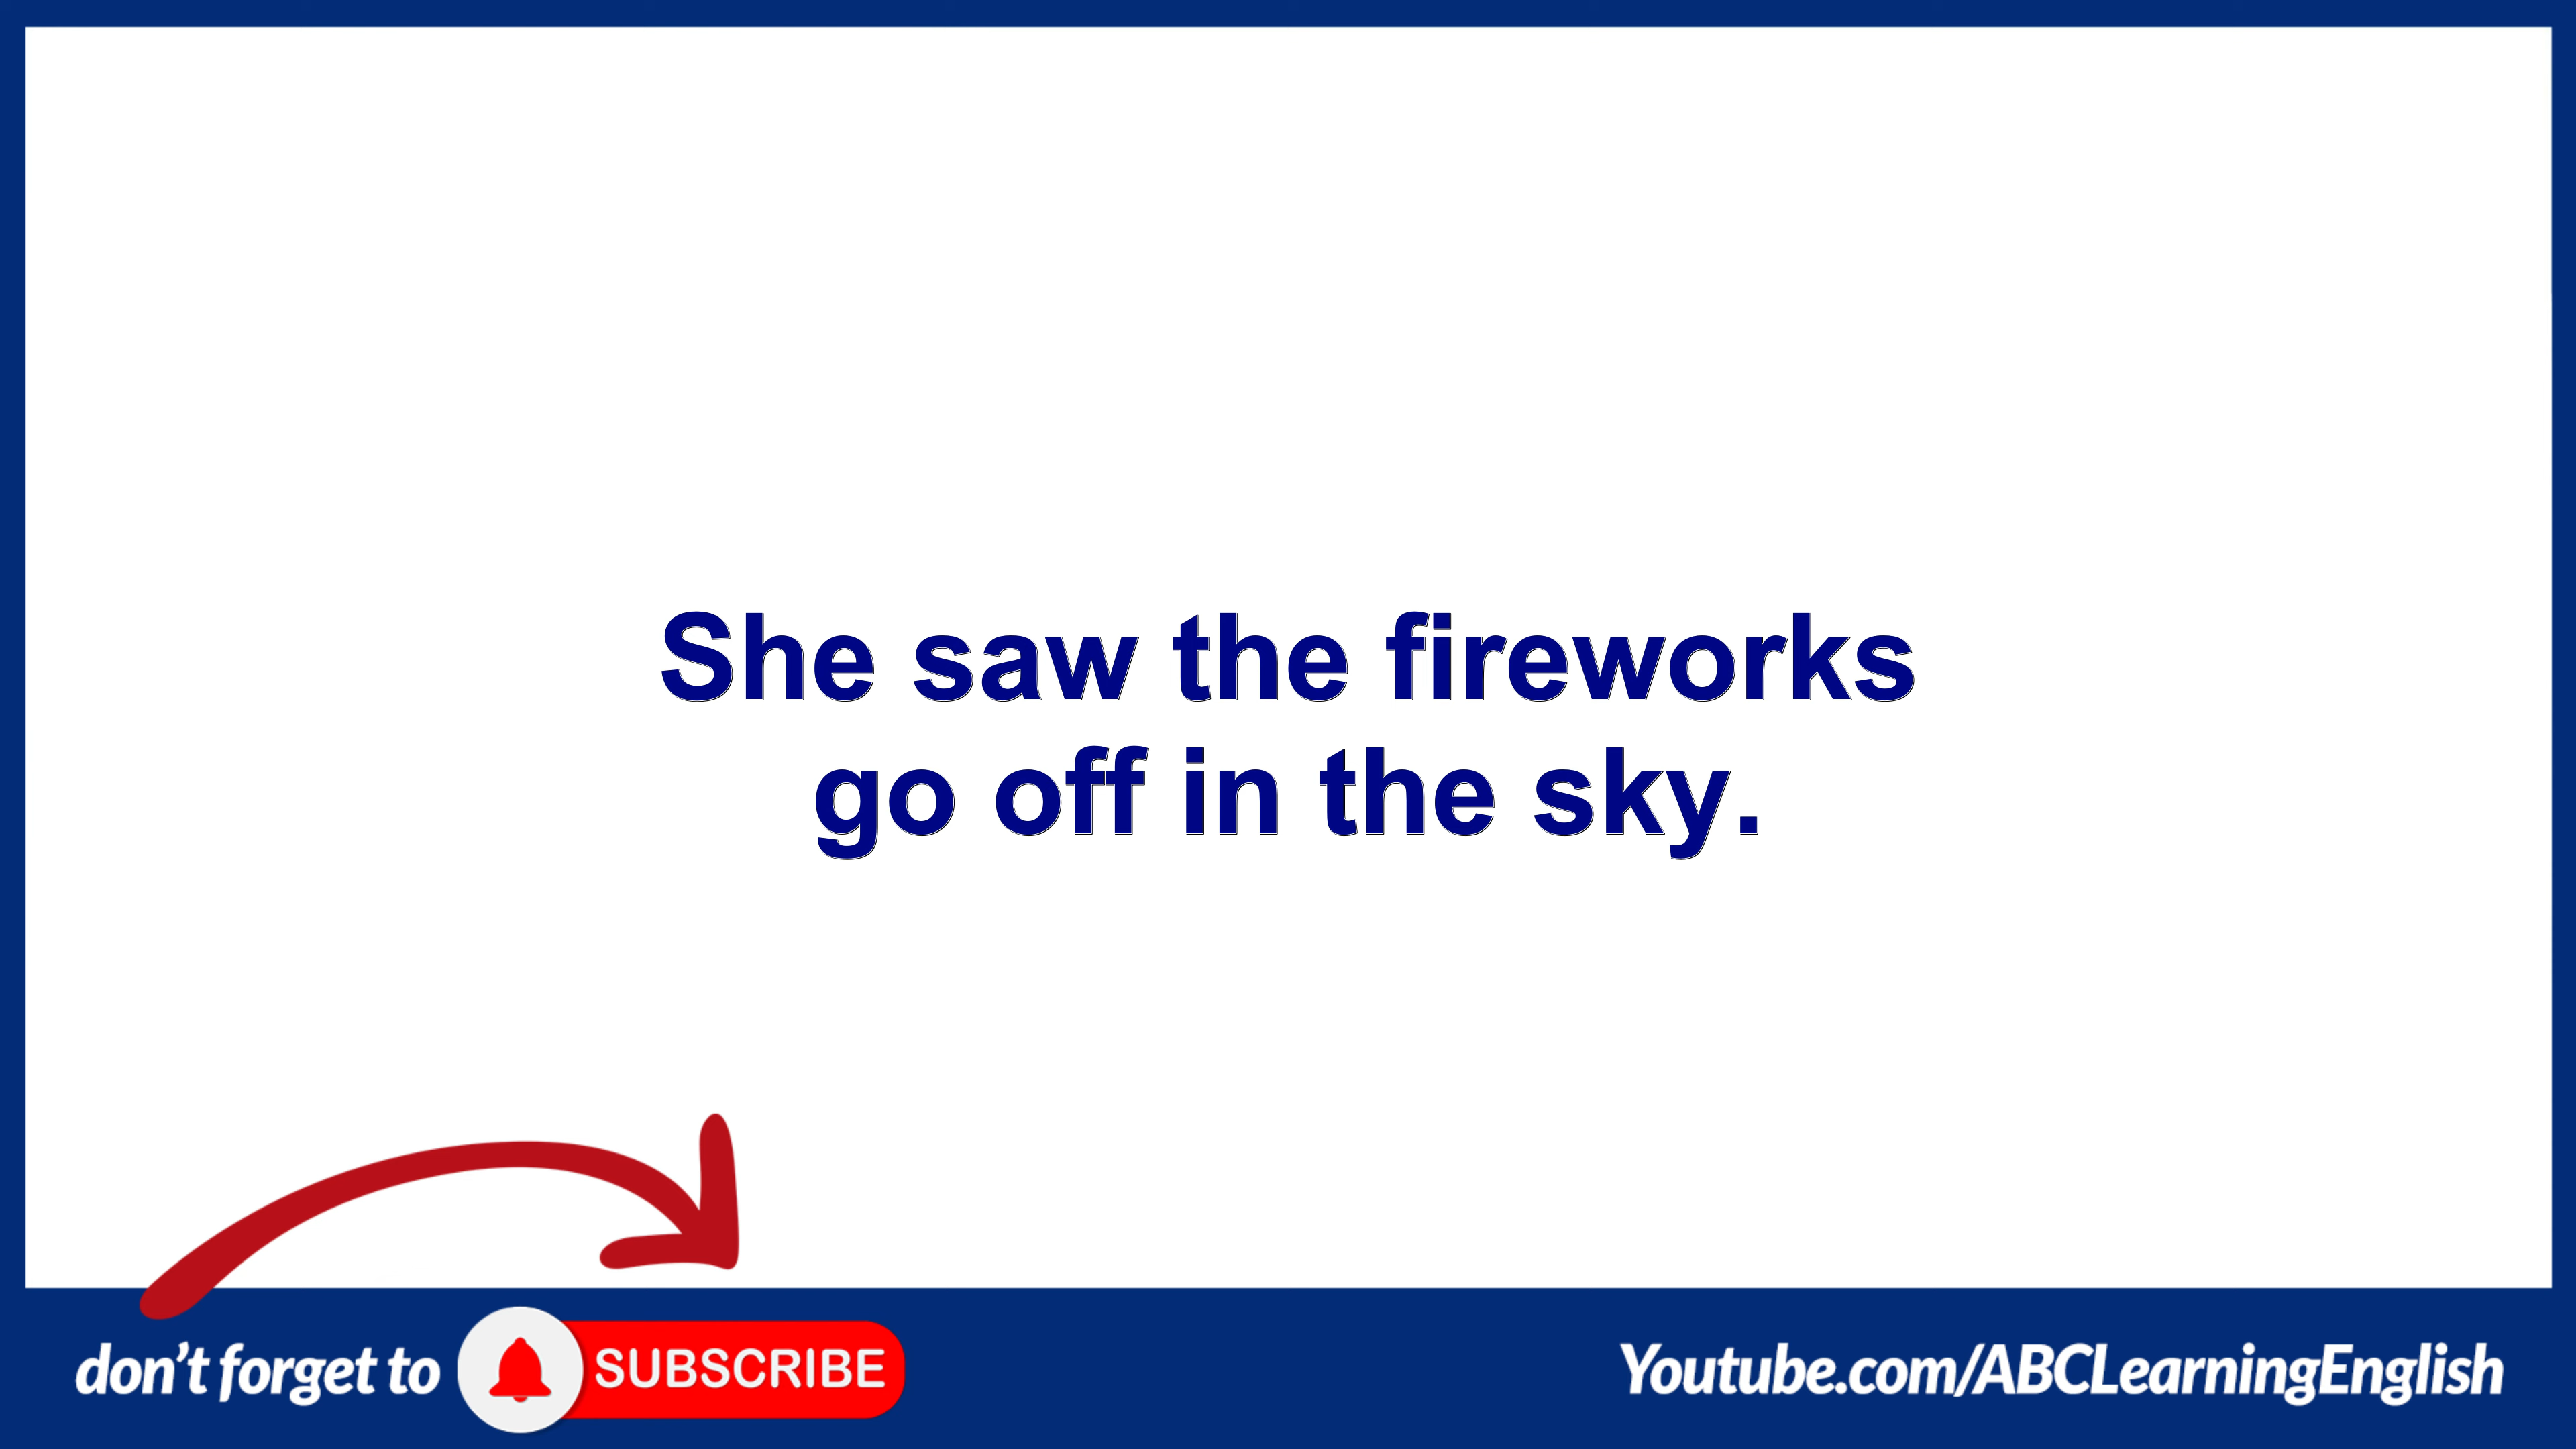 She saw the fireworks
go off in the sky.
don't forget to SUBSCRIBE
Youtube.com/ABCLearningEnglish